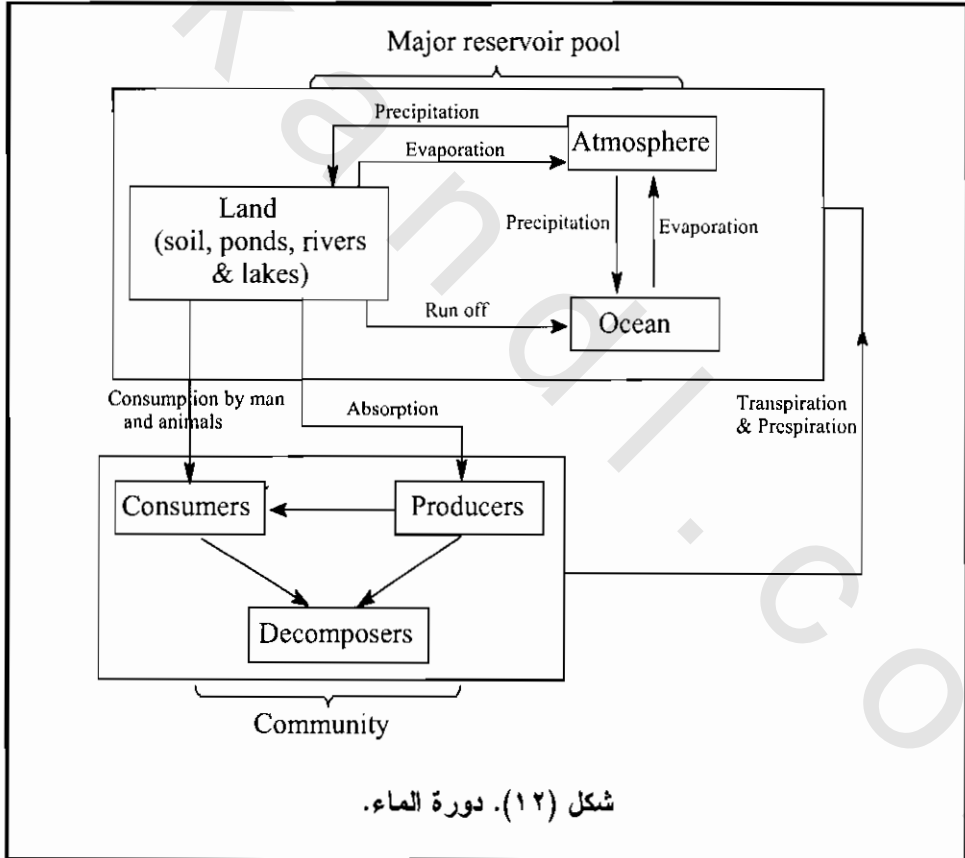 Major reservoir pool
Precipitation
Atmosphere
Evaporation
Land
(soil, ponds, rivers
& lakes)
Precipitation
Evaporation
Run off
Ocean
Consumption by man
and animals
Absorption
Transpiration
& Prespiration
Consumers
Producers
Decomposers
Community
شكل (١٢). دورة الماء.
k a n d l . c o